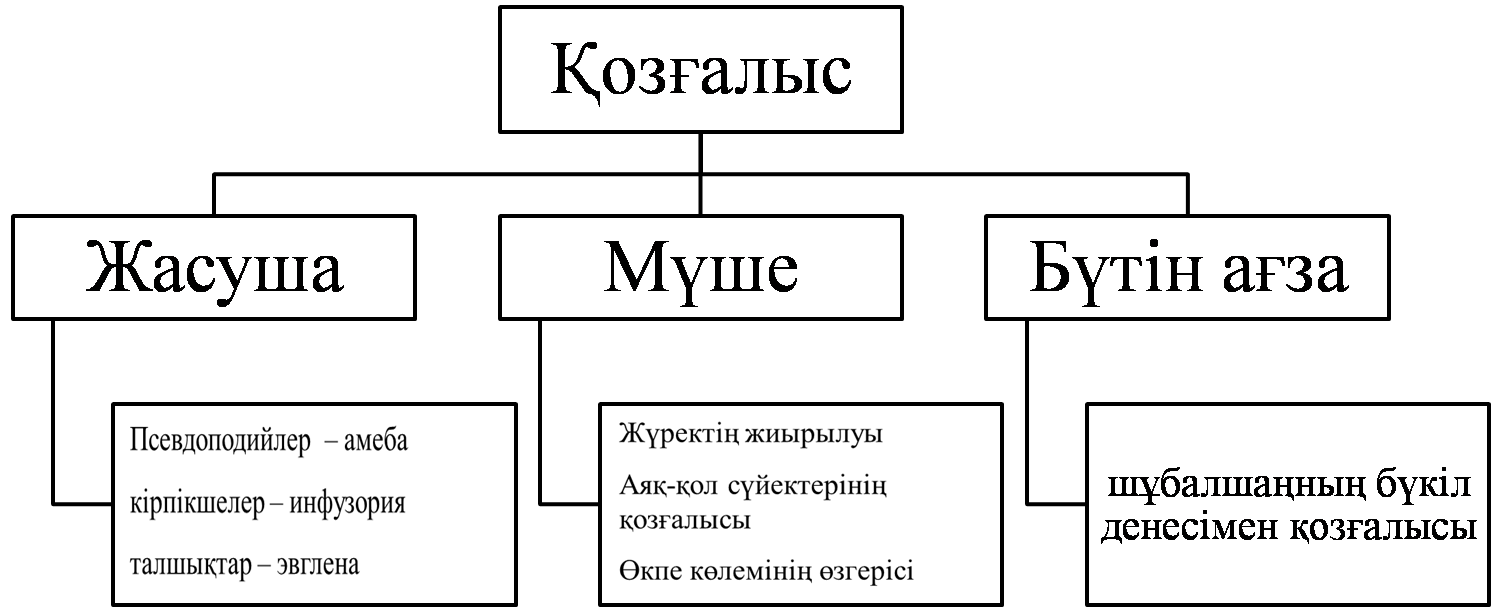 Қозғалыс
Жасуша
Мүше
Бүтін ағза
Псевдоподийлер – амеба
кірпікшелер – инфузория
талшықтар – эвглена
Жүректің жиырылуы
Аяқ-қол сүйектерінің
қозғалысы
Өкпе көлемінің өзгерісі
шұбалшаңның бүкіл
денесімен қозғалысы